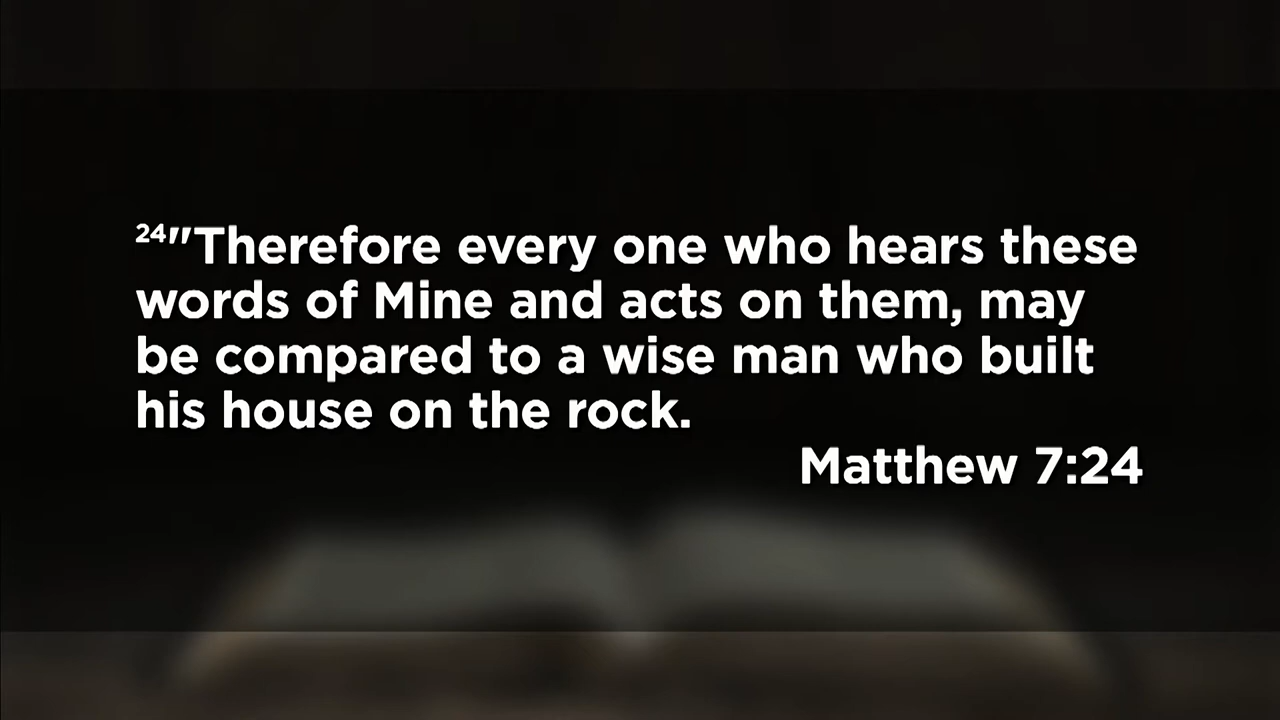 24"Therefore every one who hears these
words of Mine and acts on them, may
be compared to a wise man who built
his house on the rock.
Matthew 7:24